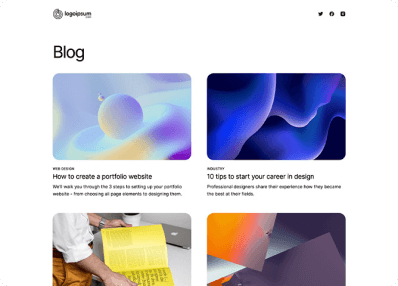 logoipsum
Blog
WEB DESIGN
How to create a portfolio website
We'll walk you through the 3 steps to setting up your portfolio
website - from choosing all page elements to designing them.
INDUSTRY
10 tips to start your career in design
Professional designers share their experience how they became
the best at their fields.